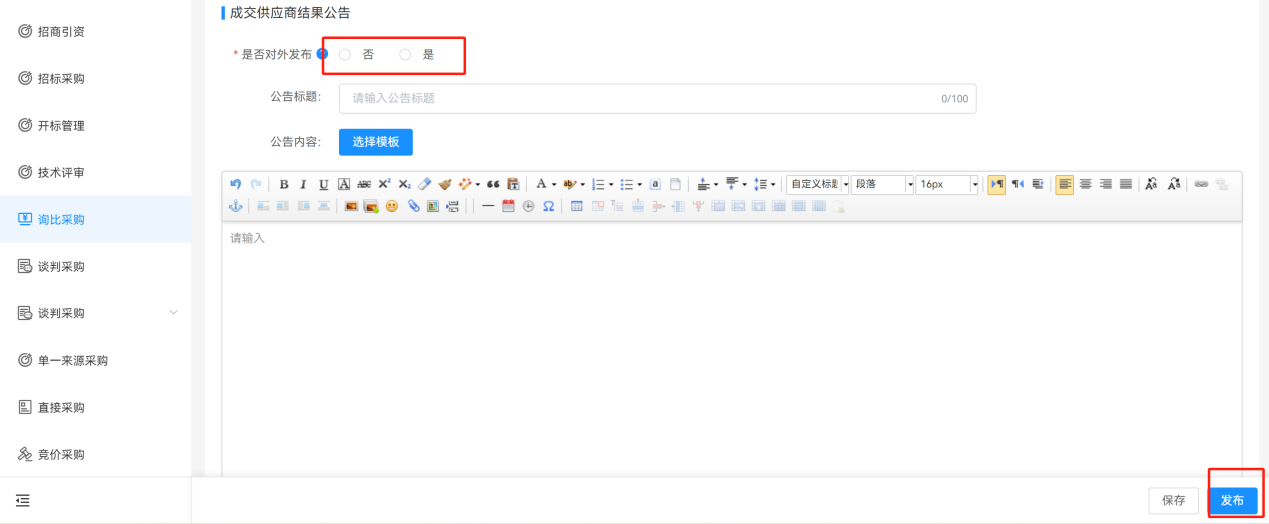 招商引资
招标采购
开标管理
技术评审
询比采购
谈判采购
谈判采购
单一来源采购
直接采购
竞价采购
成交供应商结果公告
* 是否对外发布 否 是
公告标题: 请输入公告标题 0/100
公告内容: 选择模板
B I U A ABC X² X₂ A ab a 自定义标题 段落 16px
Ω
请输入
保存 发布